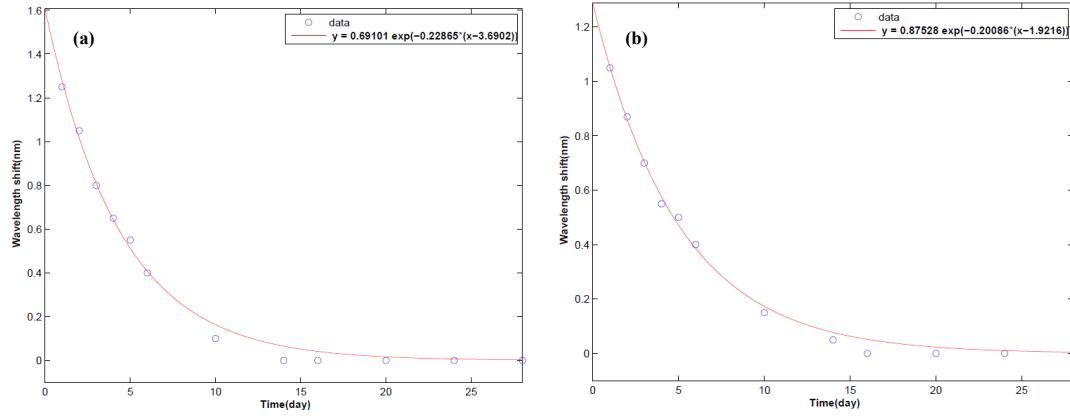 (a)
data
y = 0.69101 exp(−0.22865*(x−3.6902))
Wavelength shift(nm)
1.6
1.4
1.2
1
0.8
0.6
0.4
0.2
0
0
5
10
15
20
25
Time(day)
(b)
data
y = 0.87528 exp(−0.20086*(x−1.9216))
Wavelength shift(nm)
1.2
1
0.8
0.6
0.4
0.2
0
0
5
10
15
20
25
Time(day)